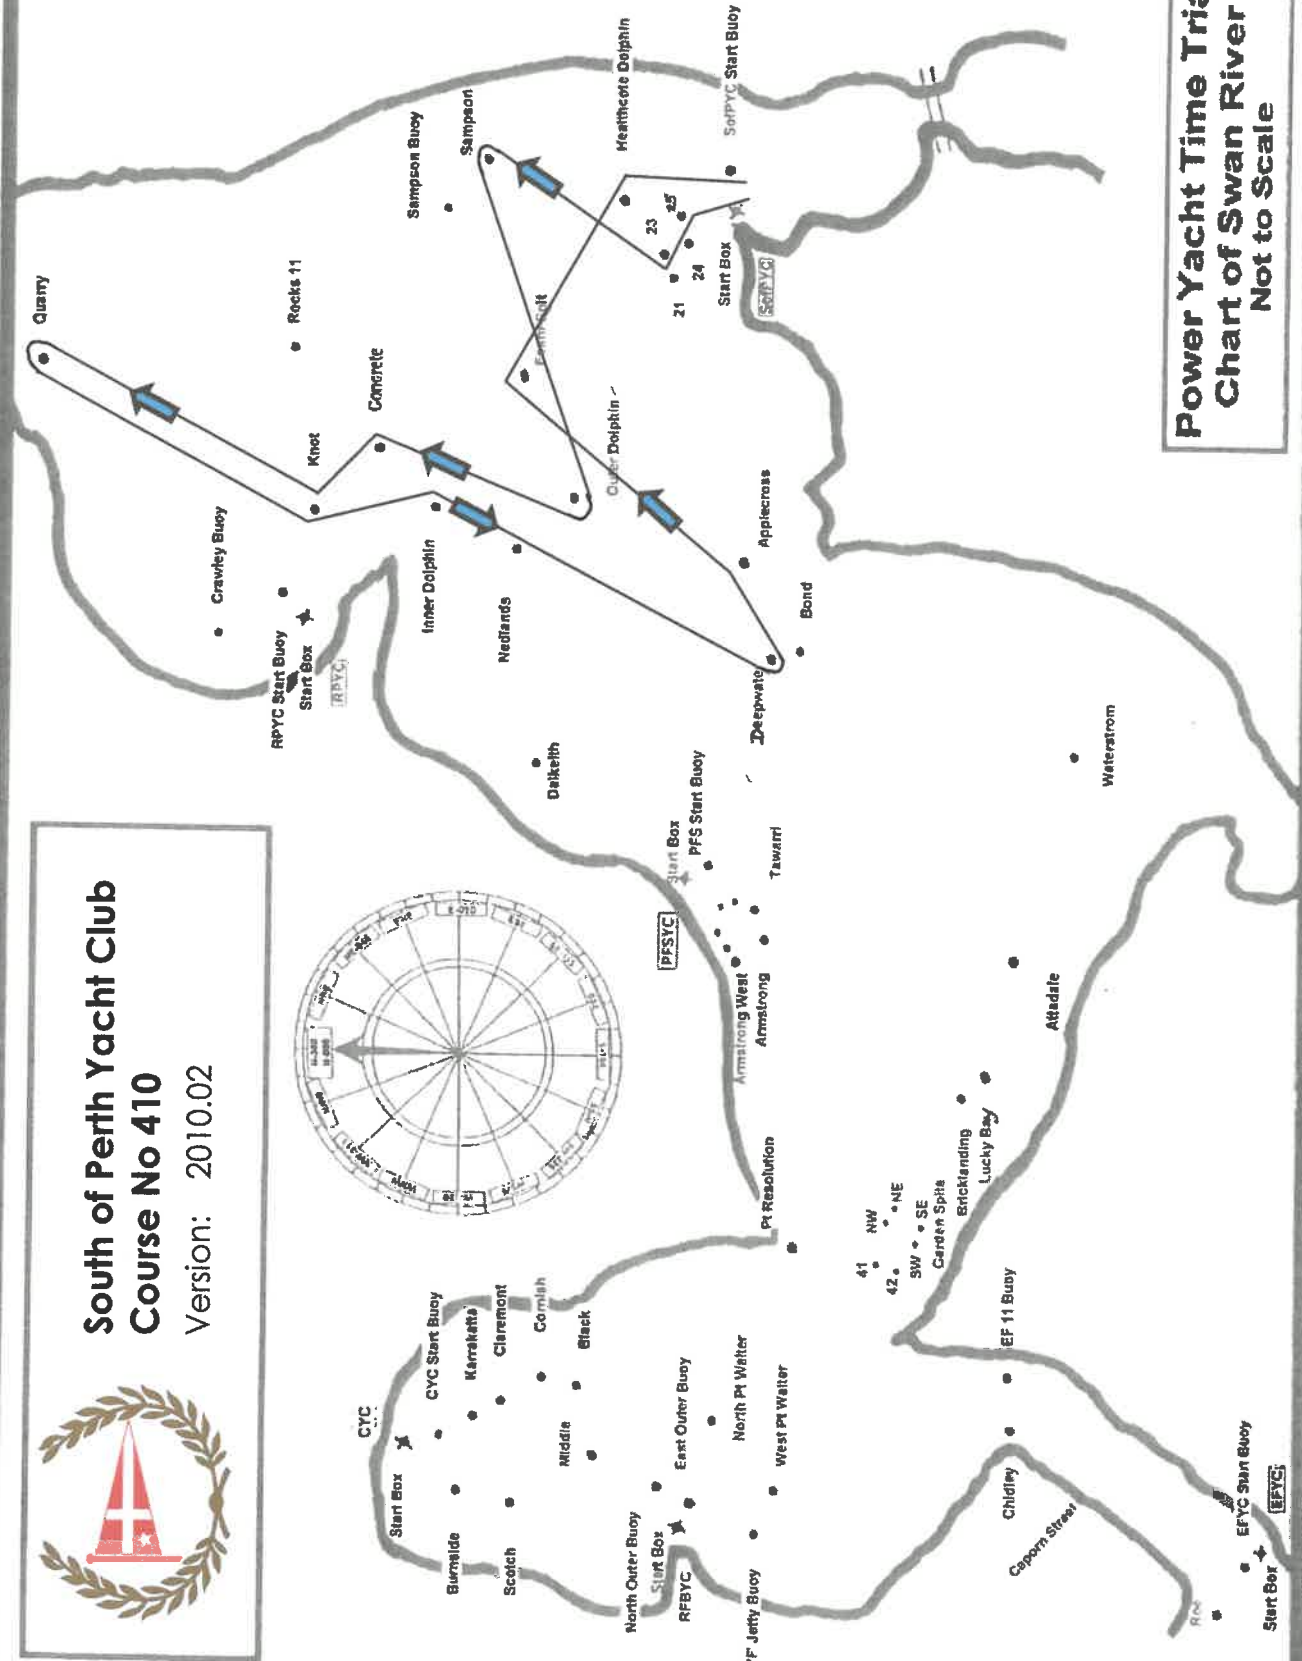 South of Perth Yacht Club
Course No 410
Version: 2010.02
Power Yacht Time Tria
Chart of Swan River
Not to Scale
Quarry
Rocks 11
Sampson Buoy
Sampson
Healthcote Dolphin
SofPYC Start Buoy
Knot
Concrete
23
25
24
21
Start Box
SofPYC
Crawley Buoy
RPYC Start Buoy
Start Box
RPYC
Inner Dolphin
Nedlands
Outer Dolphin
Applecross
Bond
Deepwate
Dalkeith
Start Box
PFS Start Buoy
PFSYC
Tawarri
Waterstrom
Armstrong West
Armstrong
Attadale
Pt Resolution
Lucky Bay
Bricklanding
41
NW
42
NE
SW
SE
Garden Spits
CYC
Start Box
CYC Start Buoy
Karrakatta
Claremont
Cornish
Black
Burnside
Scotch
Middle
East Outer Buoy
North Pt Walter
West Pt Walter
North Outer Buoy
Start Box
RFBYC
'F' Jetty Buoy
EF 11 Buoy
Chidley
Caporn Street
EFYC Start Buoy
EFYC
Start Box